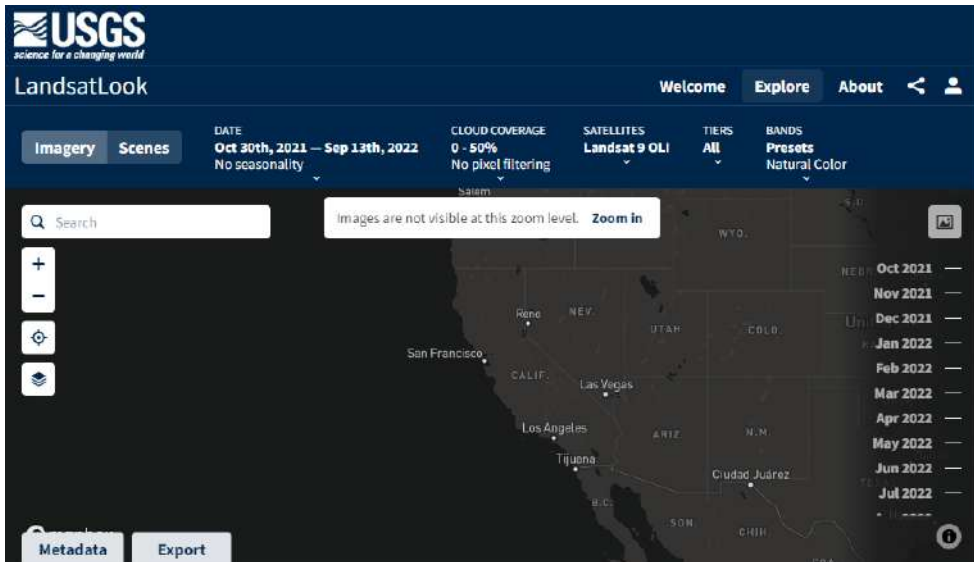 USGS
science for a changing world
LandsatLook
Welcome Explore About
Imagery Scenes
DATE
Oct 30th, 2021 — Sep 13th, 2022
No seasonality
CLOUD COVERAGE
0 - 50%
No pixel filtering
SATELLITES
Landsat 9 OLI
TIERS
All
BANDS
Presets
Natural Color
Search
Images are not visible at this zoom level. Zoom in
Salem
S.D.
WYO.
NEBR.
Reno
NEV.
UTAH
COLO.
San Francisco
CALIF.
Las Vegas
Los Angeles
ARIZ.
N.M.
Tijuana
Ciudad Juárez
B.C.
SON.
CHIH.
Oct 2021
Nov 2021
Dec 2021
Jan 2022
Feb 2022
Mar 2022
Apr 2022
May 2022
Jun 2022
Jul 2022
Metadata Export